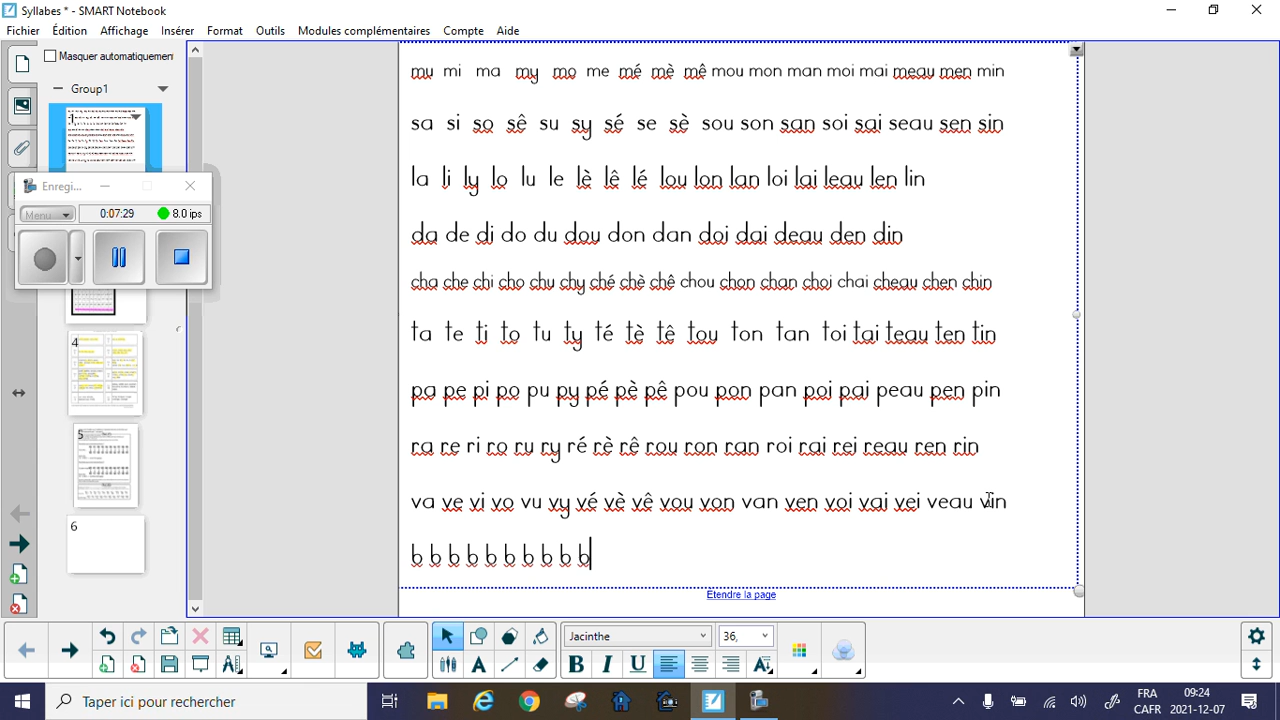 Syllabes * - SMART Notebook
Fichier Édition Affichage Insérer Format Outils Modules complémentaires Compte Aide
Masquer automatiquement
Group1
1
Enregi...
Menu 0:07:29 8.0 ips
4
5
6
mu mi ma my mo me mé mè mê mou mon man moi mai meau men min
sa si so sê su sy sé se sè sou son san soi sai seau sen sin
la li ly lo lu le lè lê lé lou lon lan loi lai leau len lin
da de di do du dou don dan doi dai deau den din
cha che chi cho chu chy ché chè chê chou chon chan choi chai cheau chen chin
ta te ti to tu ty té tè tê tou ton tan toi tai teau ten tin
pa pe pi po pu py pé pè pê pou pon pan poi pai peau pen pin
ra re ri ro ru ry ré rè rê rou ron ran roi rai rei reau ren rin
va ve vi vo vu vy vé vè vê vou von van ven voi vai vei veau vin
b b b b b b b b b b
Étendre la page
Jacinthe 36,
B I U A
Taper ici pour rechercher
FRA 09:24
CAFR 2021-12-07